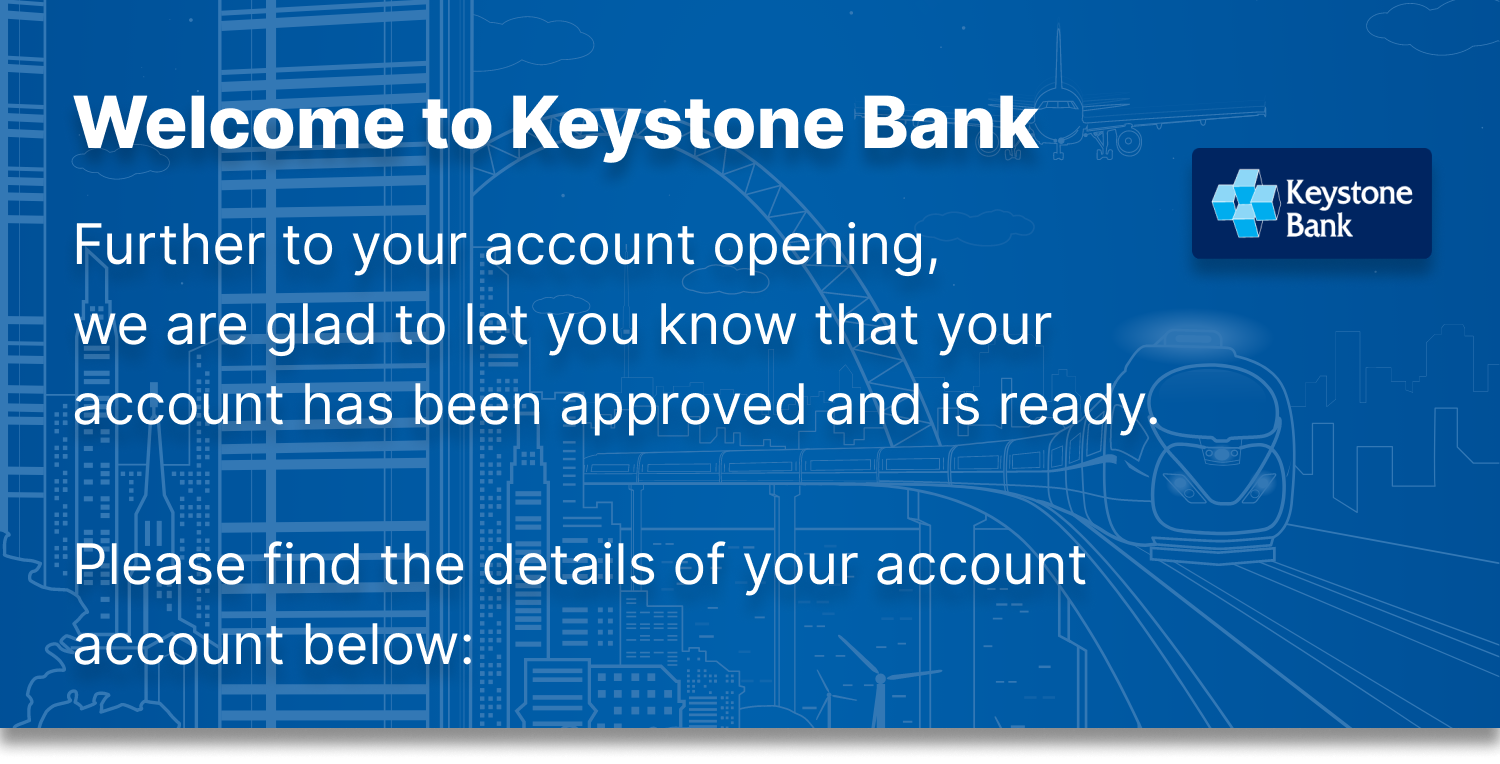 Welcome to Keystone Bank
Keystone
Bank
Further to your account opening,
we are glad to let you know that your
account has been approved and is ready.
Please find the details of your account
account below: